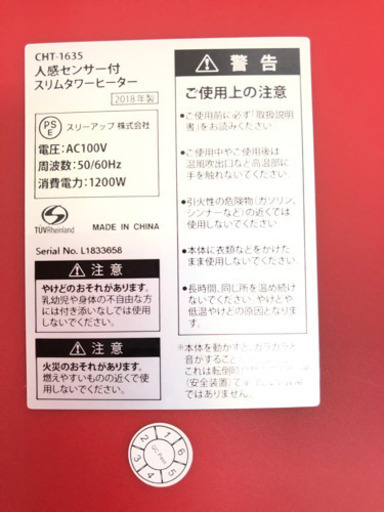 CHT-1635
人感センサー付
スリムタワーヒーター
2018年製
PSE
スリーアップ 株式会社
電圧：AC100V
周波数：50/60Hz
消費電力：1200W
TÜVRheinland
MADE IN CHINA
Serial No. L1833658
注意
やけどのおそれがあります。
乳幼児や身体の不自由な方
には付き添いなしでは使用
しないでください。
注意
火災のおそれがあります。
燃えやすいものの近くで使
用しないでください。
警告
ご使用上の注意
●ご使用前に必ず「取扱説明
書」をお読みください。
●ご使用中やご使用後は
温風吹出口など高温部に
手を触れないでください。
●引火性の危険物（ガソリン、
シンナーなど）の近くでは
使用しないでください。
●本体に衣類などをかけた
まま使用しないでください。
●長時間、同じ所を温め続け
ないでください。やけどや
低温やけどの原因となりま
す。
※本体を動かすと、カラカラと
音がすること
これは転倒時
（安全装置）で
はありません。
1 6 5 4 3 2
QC Pass